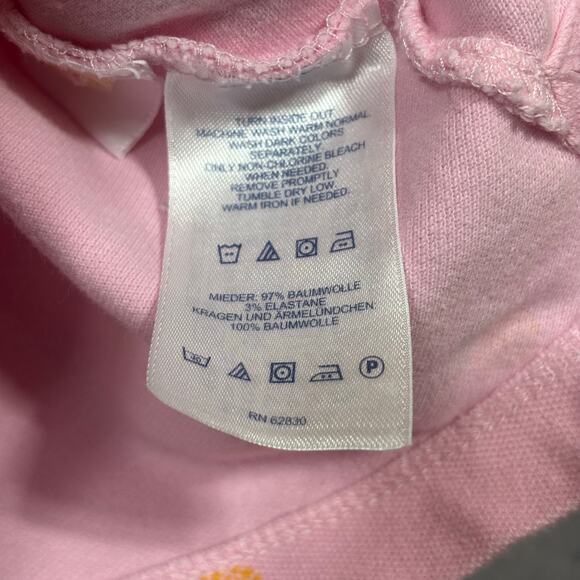 TURN INSIDE OUT.
MACHINE WASH WARM NORMAL
WASH DARK COLORS
SEPARATELY.
ONLY NON-CHLORINE BLEACH
WHEN NEEDED.
REMOVE PROMPTLY
TUMBLE DRY LOW.
WARM IRON IF NEEDED.
MIEDER: 97% BAUMWOLLE
3% ELASTANE
KRAGEN UND ÄRMELÜNDCHEN:
100% BAUMWOLLE
40
P
RN 62830